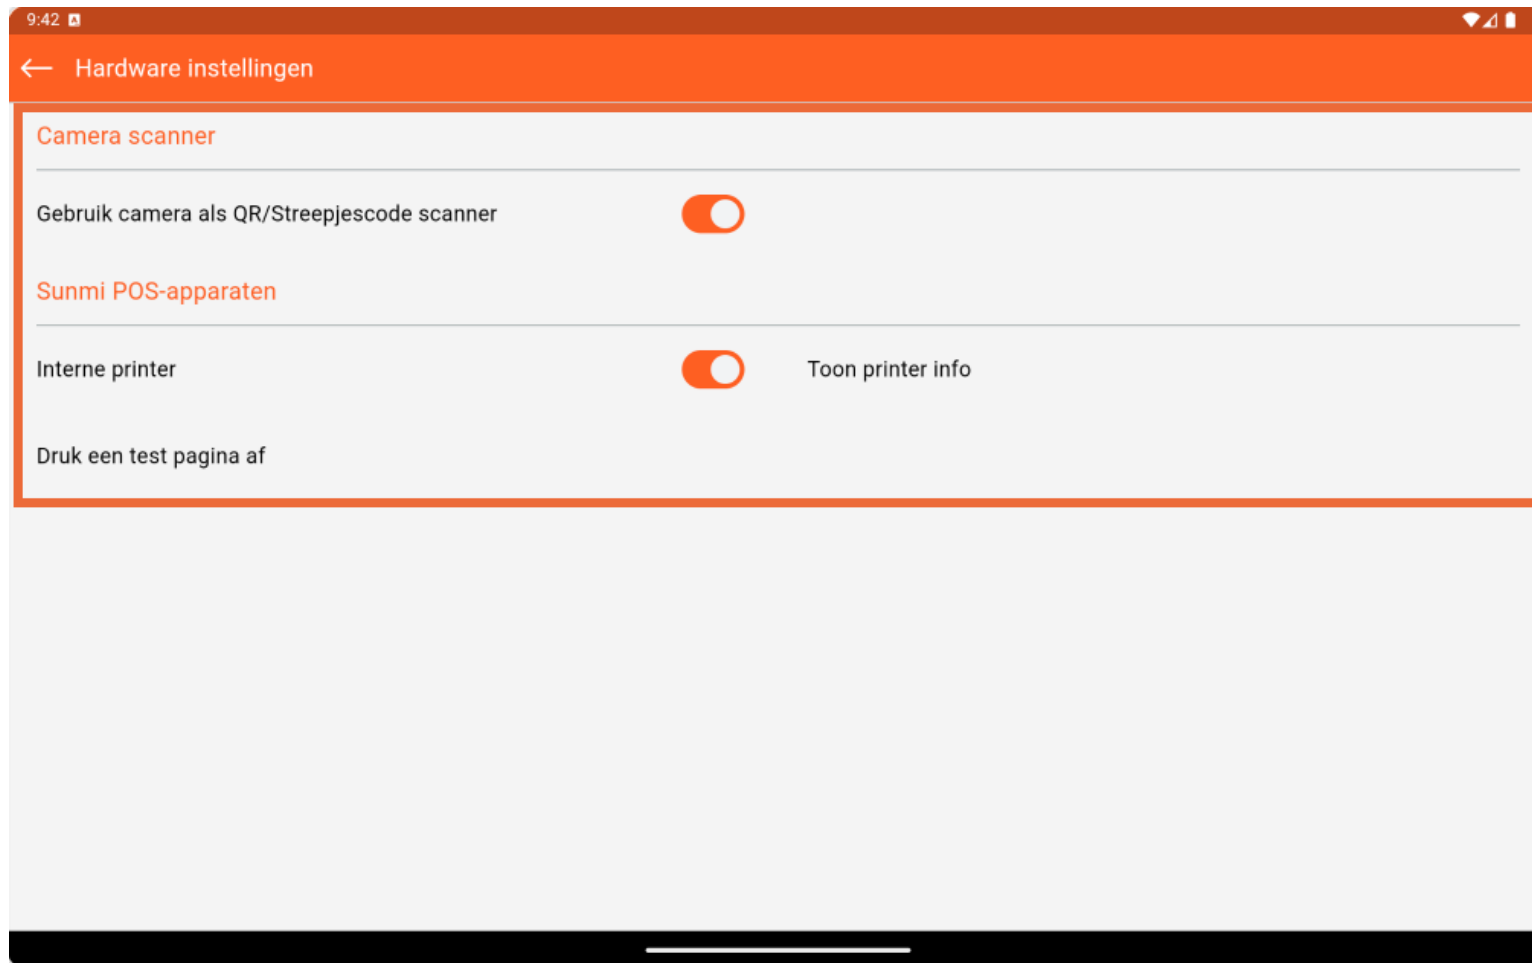 9:42
Hardware instellingen
Camera scanner
Gebruik camera als QR/Streepjescode scanner
Sunmi POS-apparaten
Interne printer
Toon printer info
Druk een test pagina af